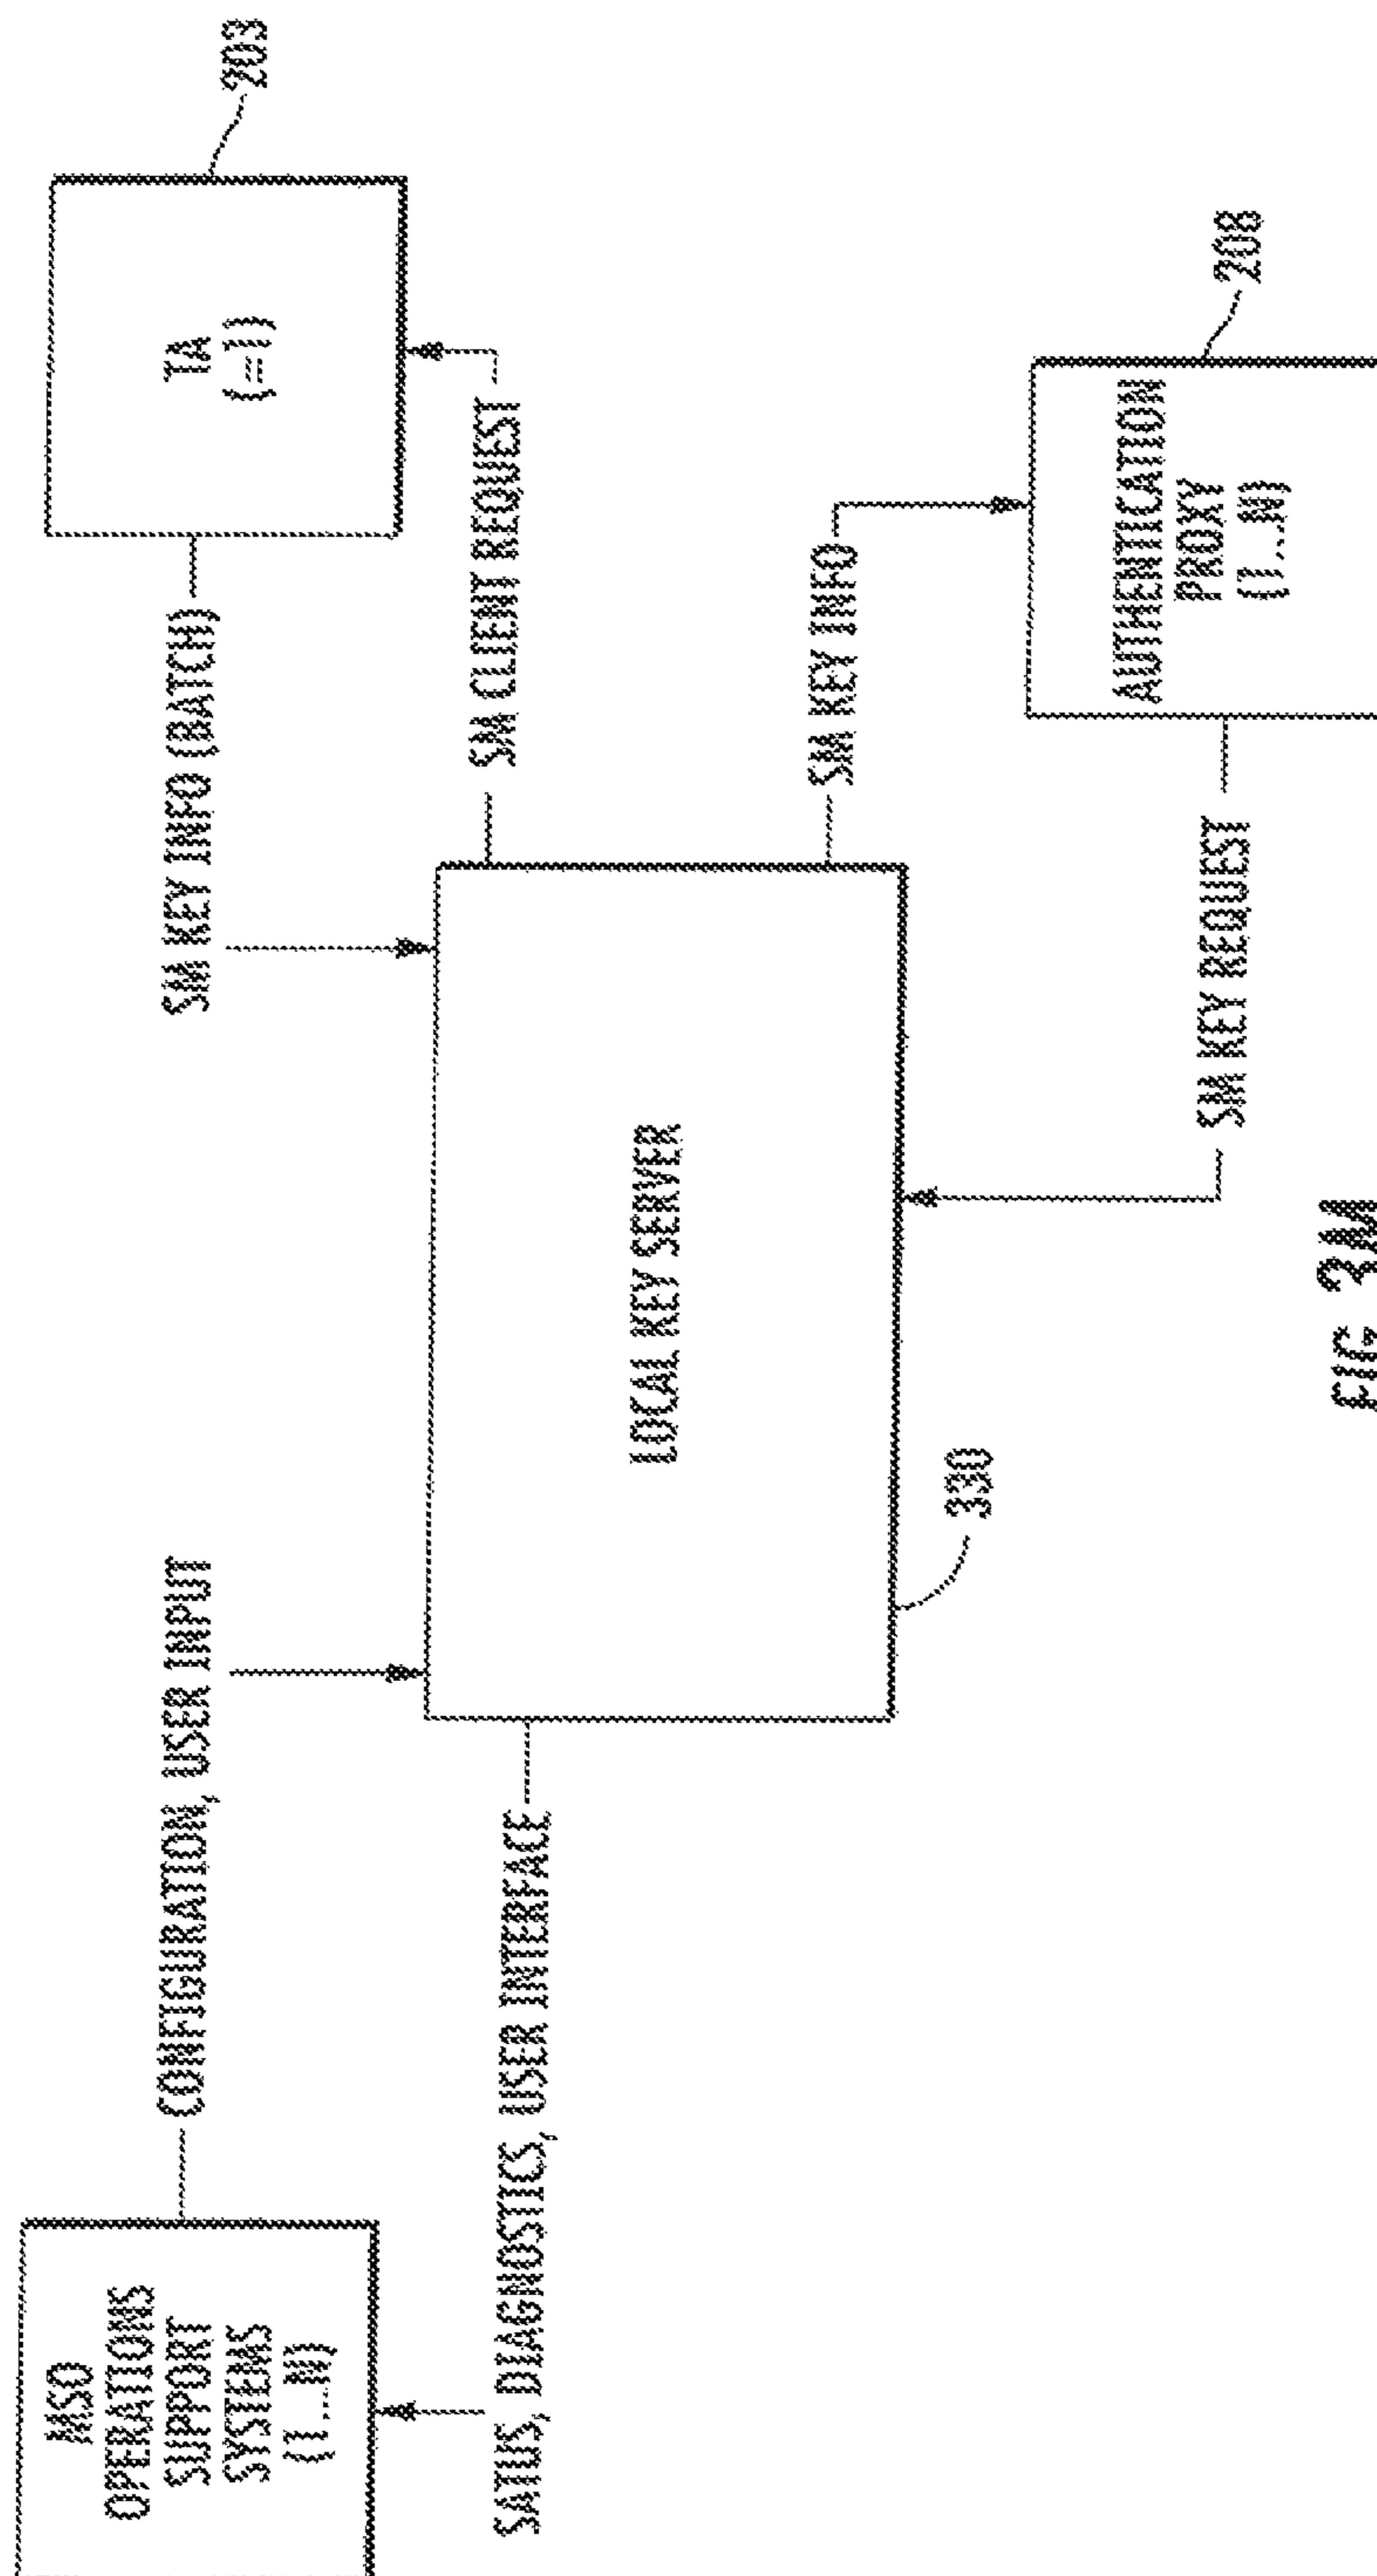 MSO
OPERATIONS
SUPPORT
SYSTEMS
(1...N)
CONFIGURATION, USER INPUT
SATUS, DIAGNOSTICS, USER INTERFACE
LOCAL KEY SERVER
330
SM KEY INFO (BATCH)
TA
(=1)
203
SM CLIENT REQUEST
SM KEY INFO
AUTHENTICATION
PROXY
(1...N)
208
SM KEY REQUEST
FIG. 3M